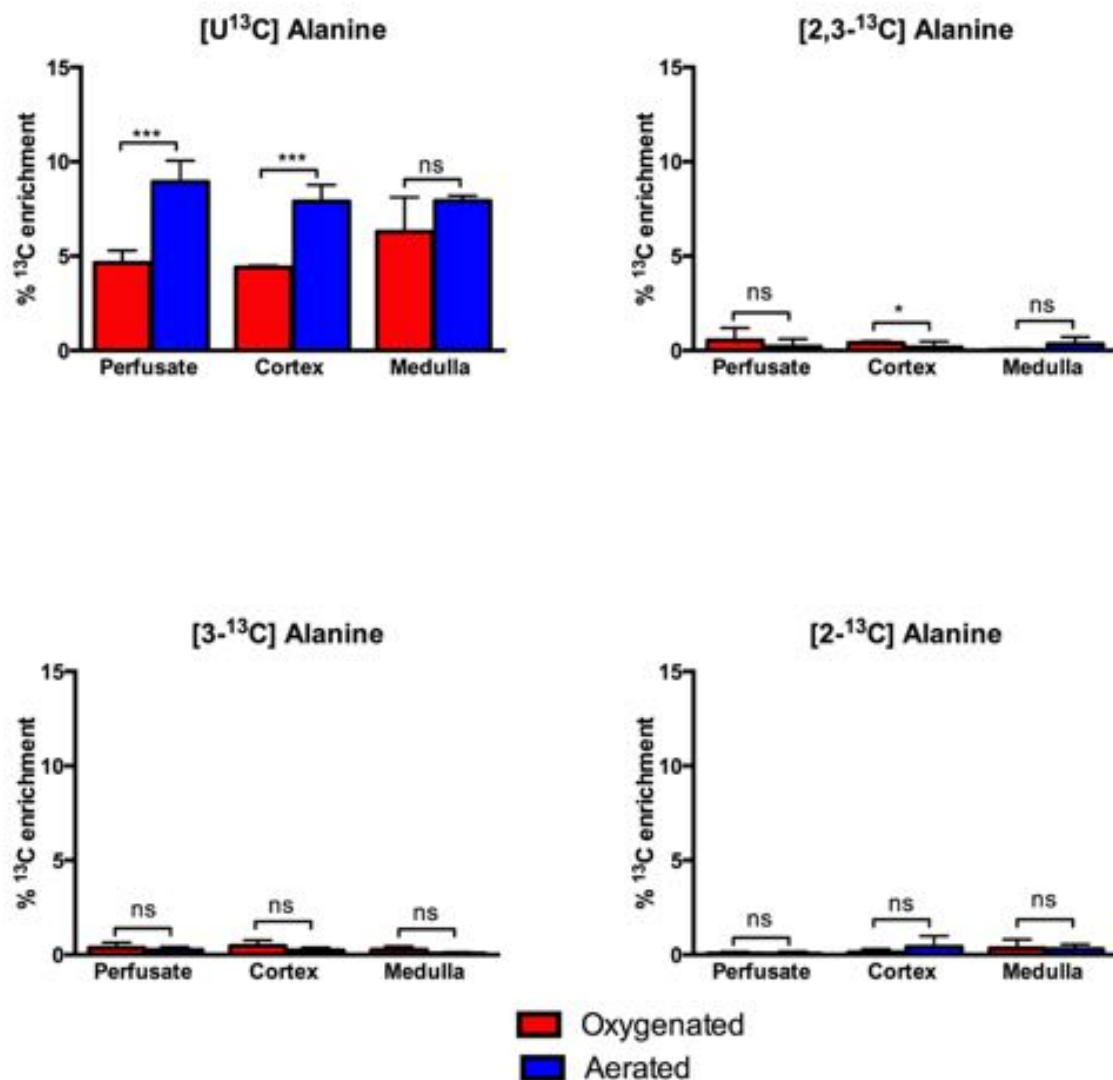 [U¹³C] Alanine
% ¹³C enrichment
15
10
5
0
***
***
ns
Perfusate
Cortex
Medulla
[2,3-¹³C] Alanine
% ¹³C enrichment
15
10
5
0
ns
*
ns
Perfusate
Cortex
Medulla
[3-¹³C] Alanine
% ¹³C enrichment
15
10
5
0
ns
ns
ns
Perfusate
Cortex
Medulla
[2-¹³C] Alanine
% ¹³C enrichment
15
10
5
0
ns
ns
ns
Perfusate
Cortex
Medulla
Oxygenated
Aerated